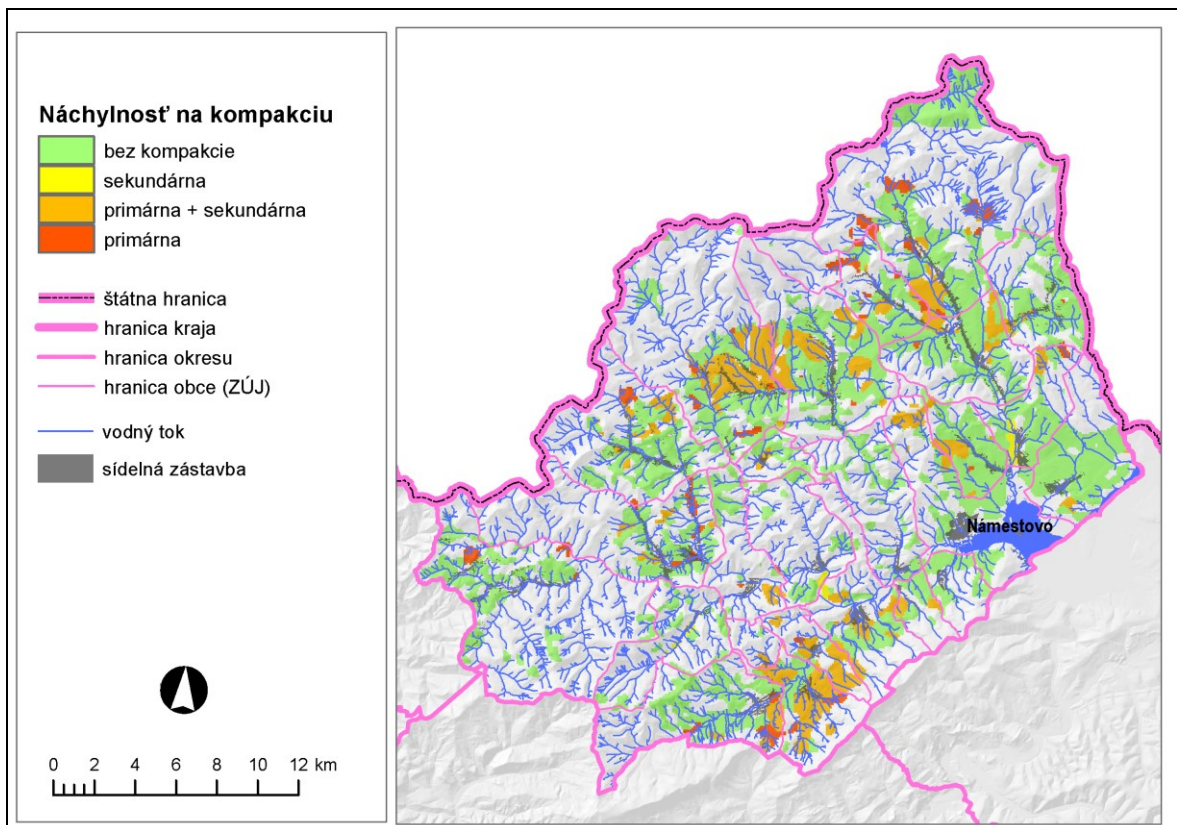 Náchylnosť na kompakciu
bez kompakcie
sekundárna
primárna + sekundárna
primárna
štátna hranica
hranica kraja
hranica okresu
hranica obce (ZÚJ)
vodný tok
sídelná zástavba
0 2 4 6 8 10 12 km
Námestovo